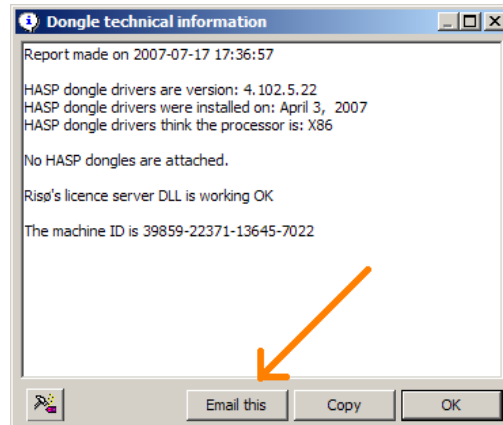 Dongle technical information
Report made on 2007-07-17 17:36:57
HASP dongle drivers are version: 4.102.5.22
HASP dongle drivers were installed on: April 3,  2007
HASP dongle drivers think the processor is: X86
No HASP dongles are attached.
Risø's licence server DLL is working OK
The machine ID is 39859-22371-13645-7022
Email this
Copy
OK